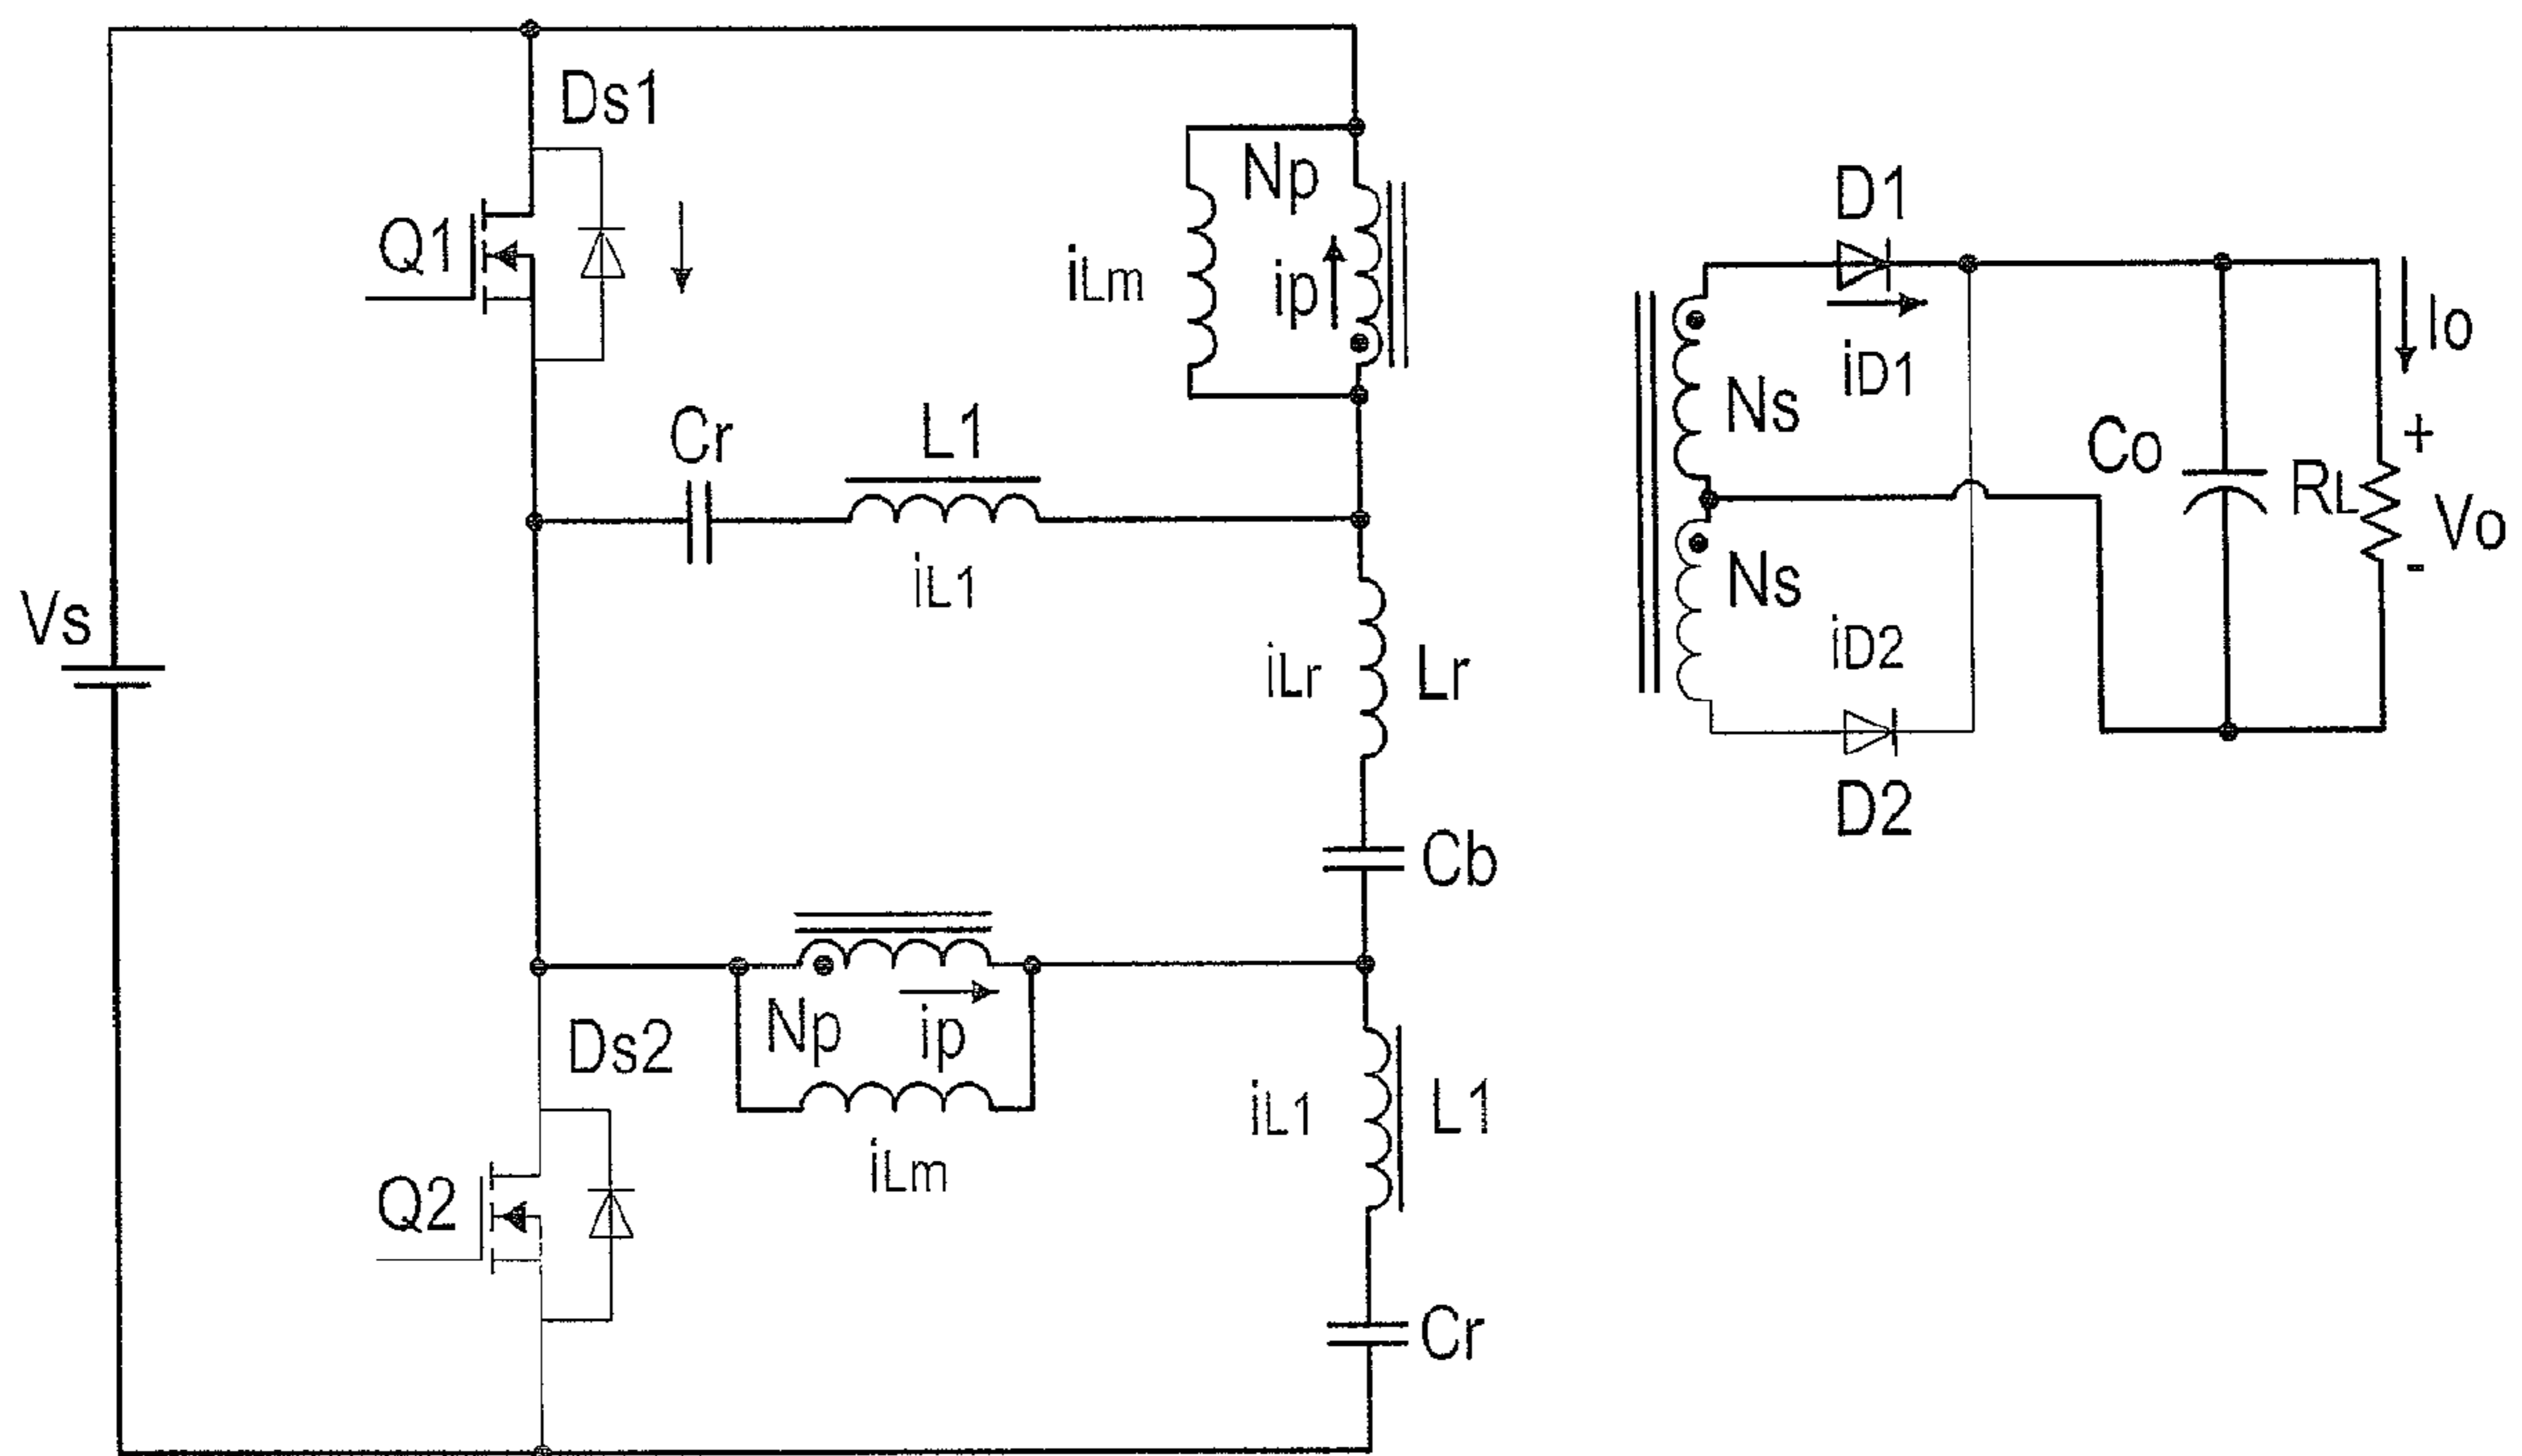 Ds1
Np
D1
Q1
iLm
ip
iD1
Io
Cr
L1
Ns
Co
+
RL
iL1
Vs
Ns
Vo
-
iD2
iLr
Lr
D2
Cb
Np
ip
Ds2
iL1
L1
iLm
Q2
Cr